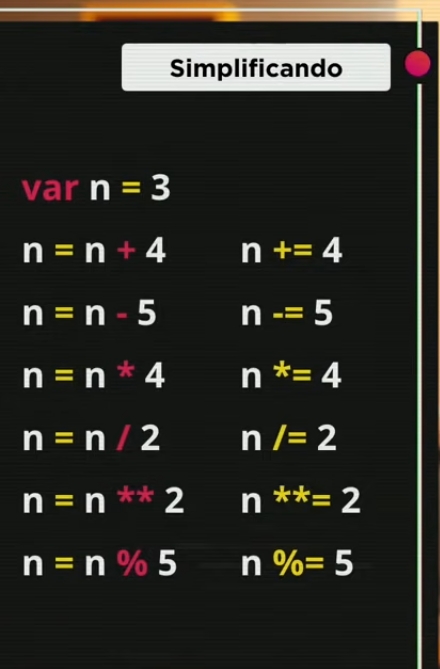 Simplificando
var n = 3
n = n + 4 n += 4
n = n - 5 n -= 5
n = n * 4 n *= 4
n = n / 2 n /= 2
n = n ** 2 n **= 2
n = n % 5 n %= 5